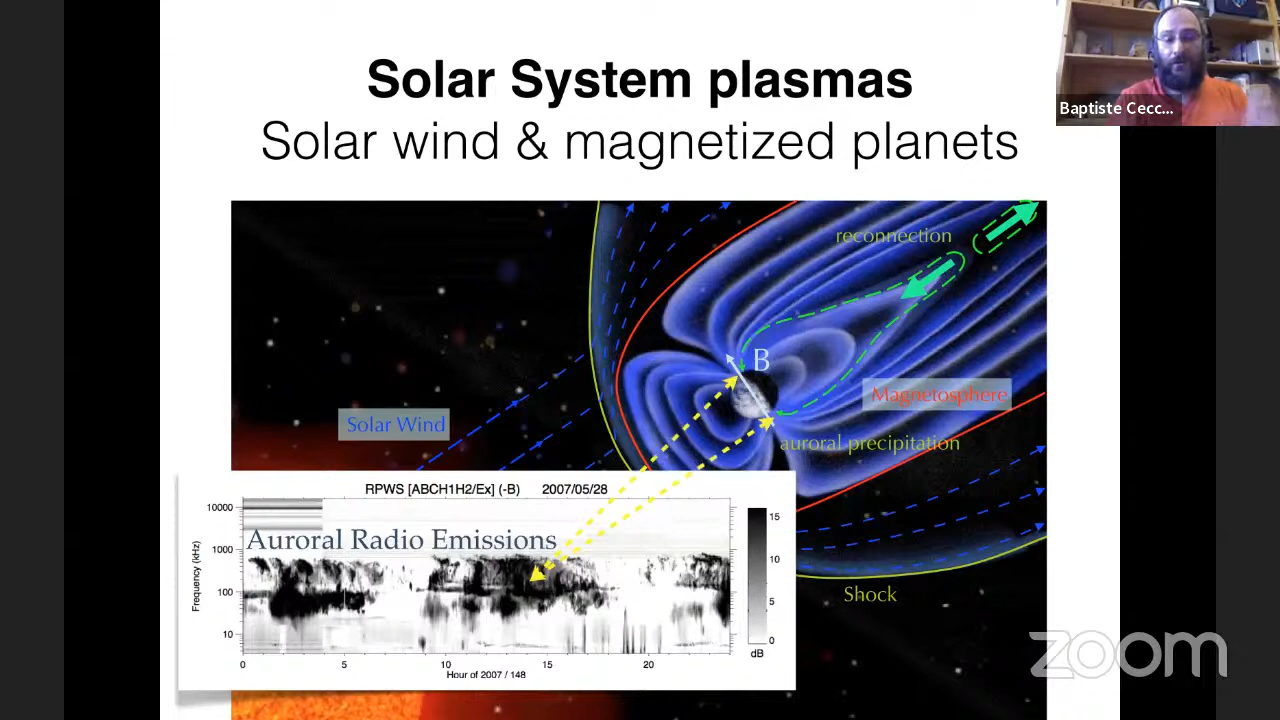 Solar System plasmas
Solar wind & magnetized planets
Baptiste Cecc...
reconnection
B
Magnetosphere
Solar Wind
auroral precipitation
RPWS [ABCH1H2/Ex] (-B) 2007/05/28
Auroral Radio Emissions
Frequency (kHz)
10000
1000
100
10
0 5 10 15 20
Hour of 2007 / 148
15
10
5
0
dB
Shock
zoom